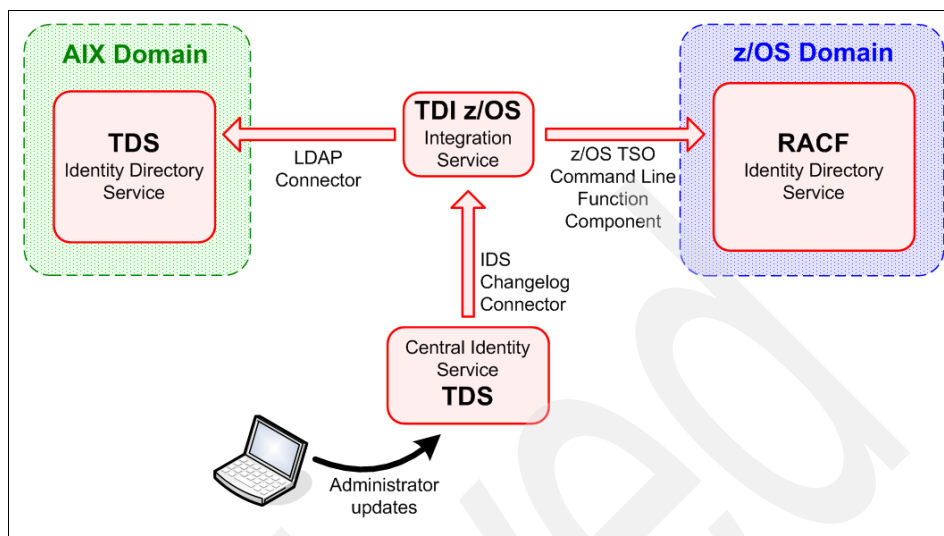 AIX Domain
TDS
Identity Directory
Service
LDAP
Connector
TDI z/OS
Integration
Service
z/OS TSO
Command Line
Function
Component
z/OS Domain
RACF
Identity Directory
Service
IDS
Changelog
Connector
Central Identity
Service
TDS
Administrator
updates